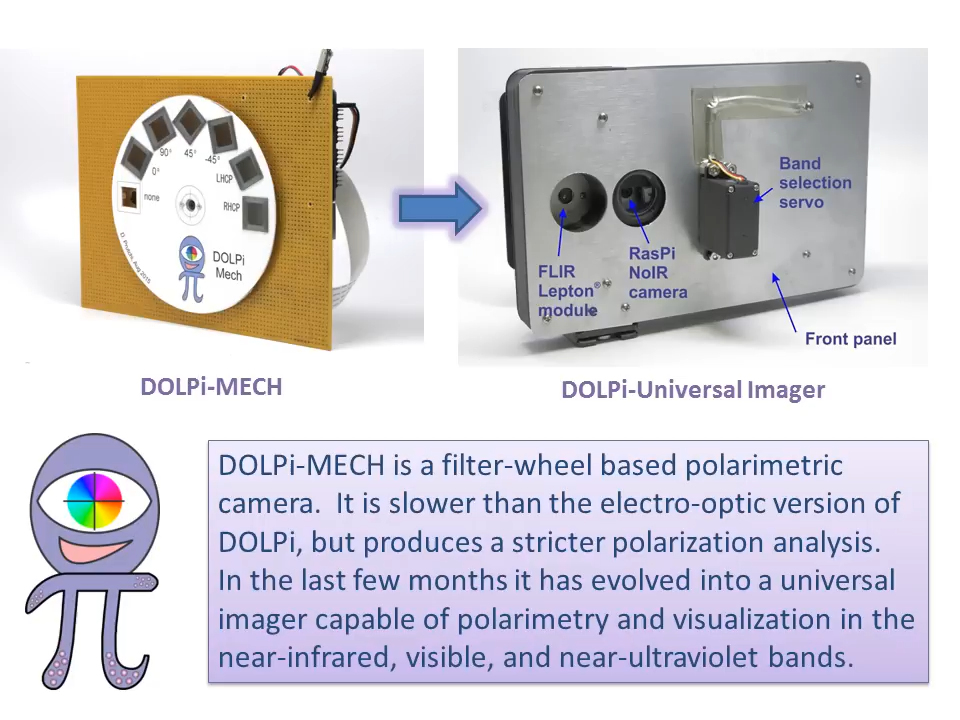 0°
90°
45°
-45°
LHCP
RHCP
none
DOLPi
Mech
D. Prutchi, Aug 2015
Band
selection
servo
FLIR
Lepton®
module
RasPi
NoIR
camera
Front panel
DOLPi-MECH
DOLPi-Universal Imager
DOLPi-MECH is a filter-wheel based polarimetric
camera.  It is slower than the electro-optic version of
DOLPi, but produces a stricter polarization analysis.
In the last few months it has evolved into a universal
imager capable of polarimetry and visualization in the
near-infrared, visible, and near-ultraviolet bands.